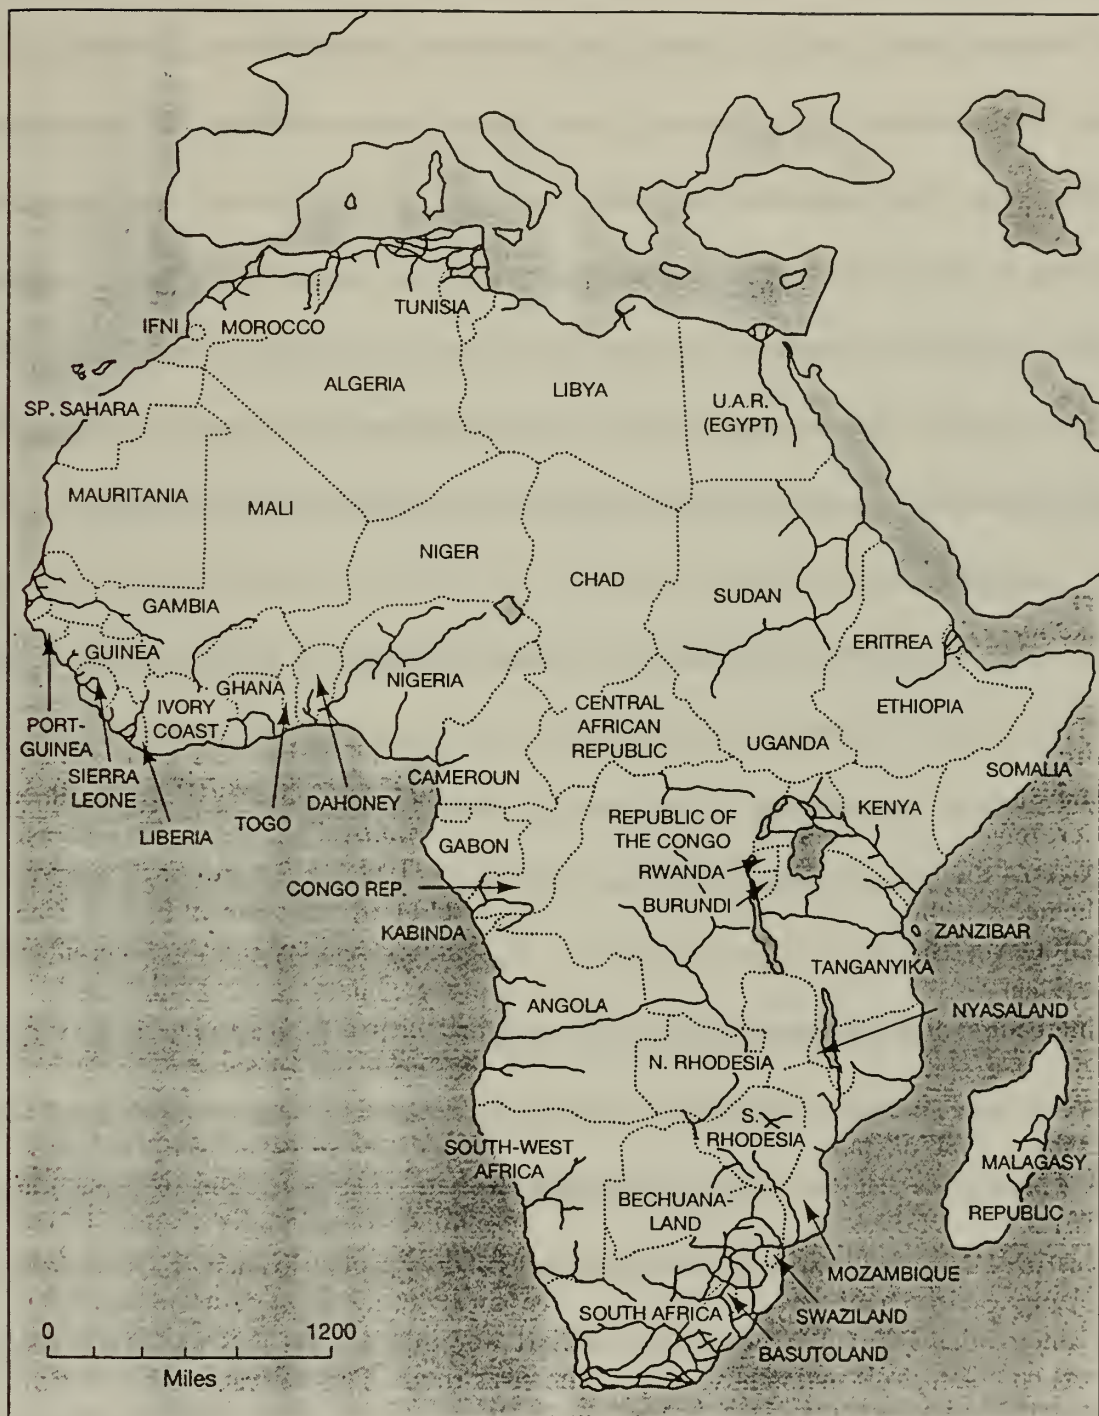 TUNISIA
IFNI
MOROCCO
ALGERIA
LIBYA
U.A.R.
(EGYPT)
SP. SAHARA
MAURITANIA
MALI
NIGER
CHAD
SUDAN
GAMBIA
ERITREA
GUINEA
NIGERIA
GHANA
IVORY
COAST
CENTRAL
AFRICAN
REPUBLIC
ETHIOPIA
PORT-
GUINEA
UGANDA
SOMALIA
SIERRA
LEONE
CAMEROUN
DAHONEY
KENYA
TOGO
LIBERIA
REPUBLIC OF
THE CONGO
GABON
RWANDA
CONGO REP.
BURUNDI
KABINDA
ZANZIBAR
TANGANYIKA
ANGOLA
NYASALAND
N. RHODESIA
S.
RHODESIA
SOUTH-WEST
AFRICA
MALAGASY
REPUBLIC
BECHUANA-
LAND
MOZAMBIQUE
SOUTH AFRICA
SWAZILAND
BASUTOLAND
0 1200
Miles